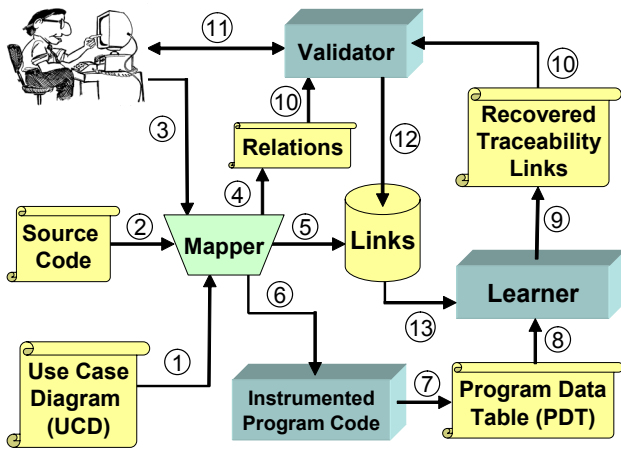 ⑪
Validator
③
⑩
⑩
Relations
Recovered
Traceability
Links
⑫
④
②
Source
Code
Mapper
⑤
Links
⑨
Learner
⑥
⑬
⑧
①
Use Case
Diagram
(UCD)
Instrumented
Program Code
⑦
Program Data
Table (PDT)